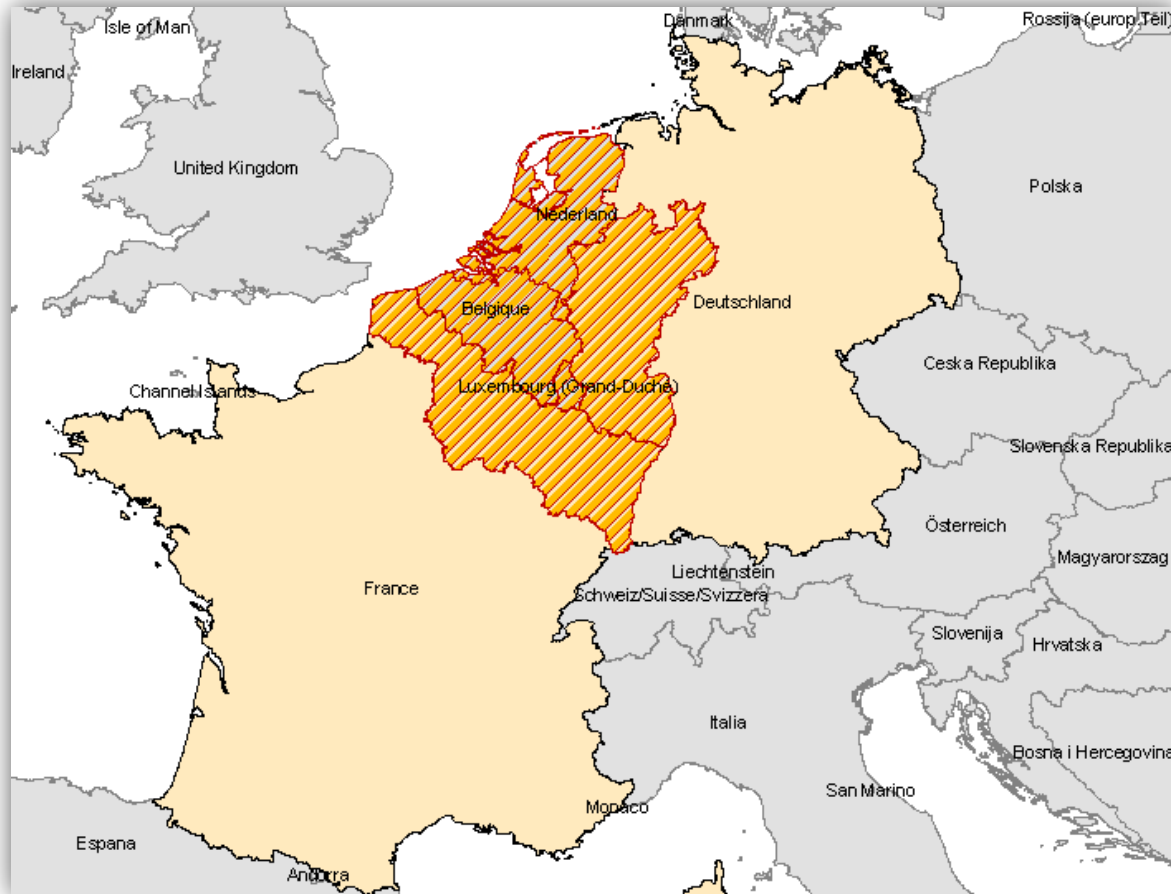 Danmark
Rossija (europ.Teil)
Isle of Man
Ireland
United Kingdom
Polska
Nederland
Deutschland
Belgique
Ceska Republika
Luxembourg (Grand-Duché)
Channel Islands
Slovenska Republika
Österreich
Magyarorszag
Liechtenstein
France
Schweiz/Suisse/Svizzera
Slovenija
Hrvatska
Italia
Bosna i Hercegovina
San Marino
Monaco
Espana
Angorra